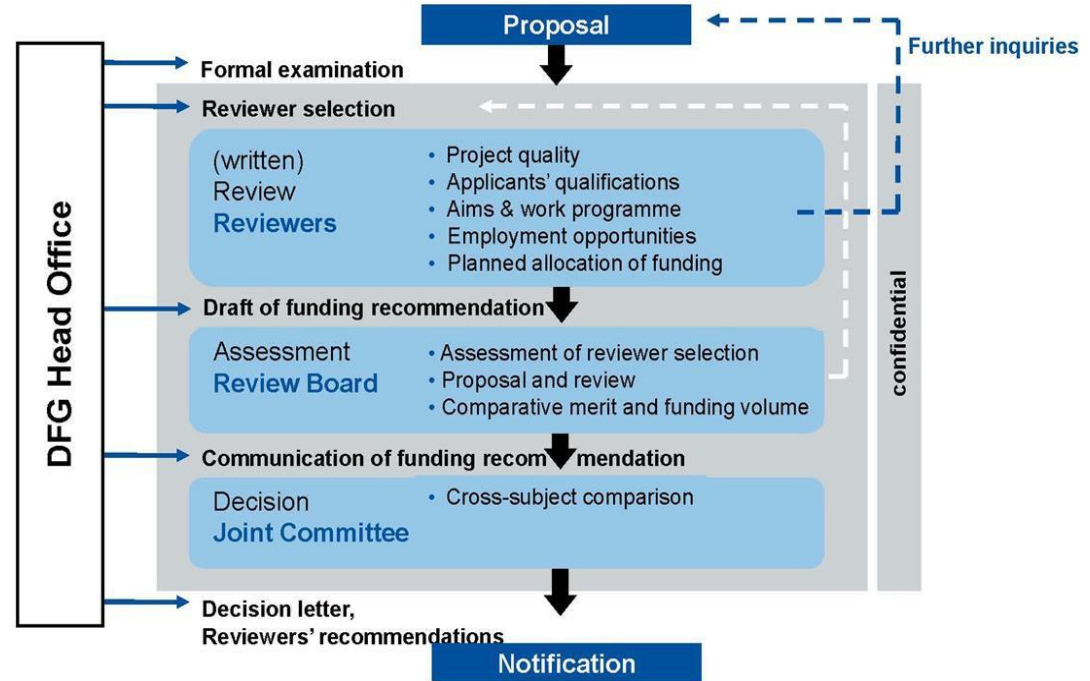 Proposal
Further inquiries
DFG Head Office
Formal examination
Reviewer selection
(written)
Review
Reviewers
• Project quality
• Applicants' qualifications
• Aims & work programme
• Employment opportunities
• Planned allocation of funding
Draft of funding recommendation
Assessment
Review Board
• Assessment of reviewer selection
• Proposal and review
• Comparative merit and funding volume
confidential
Communication of funding recommendation
Decision
Joint Committee
• Cross-subject comparison
Decision letter,
Reviewers' recommendations
Notification